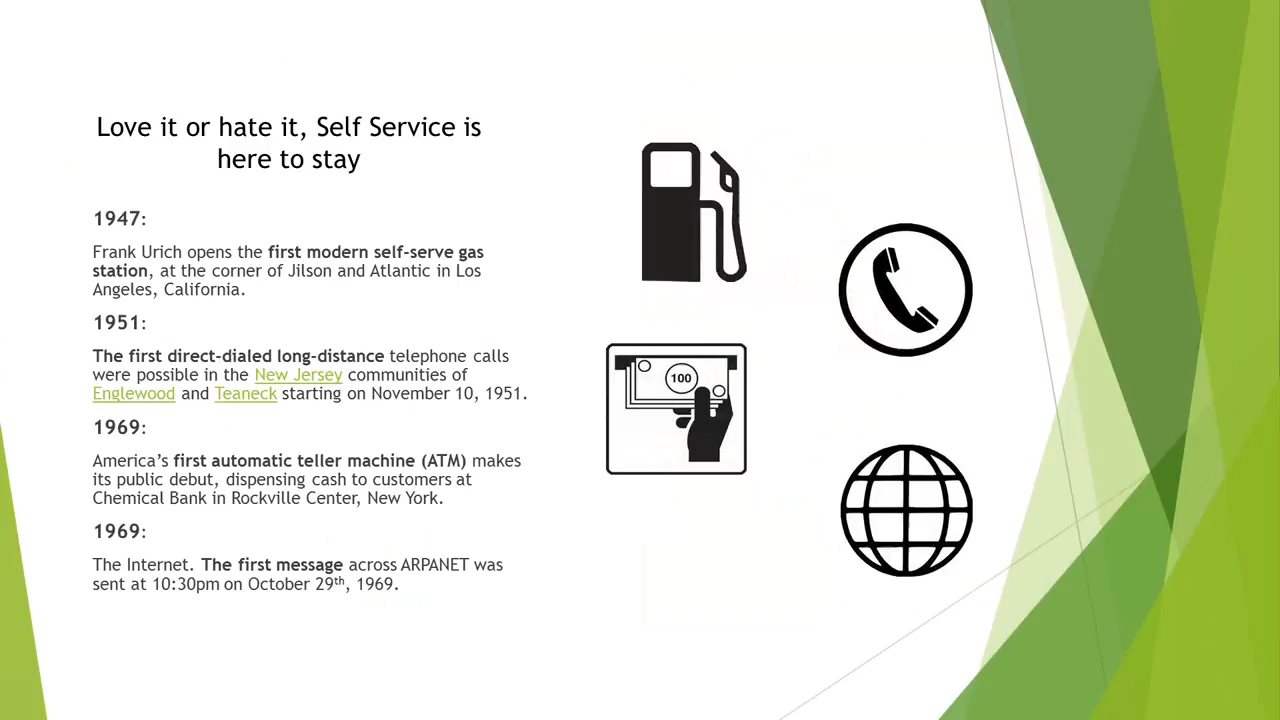 Love it or hate it, Self Service is
here to stay
1947:
Frank Urich opens the first modern self-serve gas
station, at the corner of Jilson and Atlantic in Los
Angeles, California.
1951:
The first direct-dialed long-distance telephone calls
were possible in the New Jersey communities of
Englewood and Teaneck starting on November 10, 1951.
1969:
America's first automatic teller machine (ATM) makes
its public debut, dispensing cash to customers at
Chemical Bank in Rockville Center, New York.
1969:
The Internet. The first message across ARPANET was
sent at 10:30pm on October 29th, 1969.
100